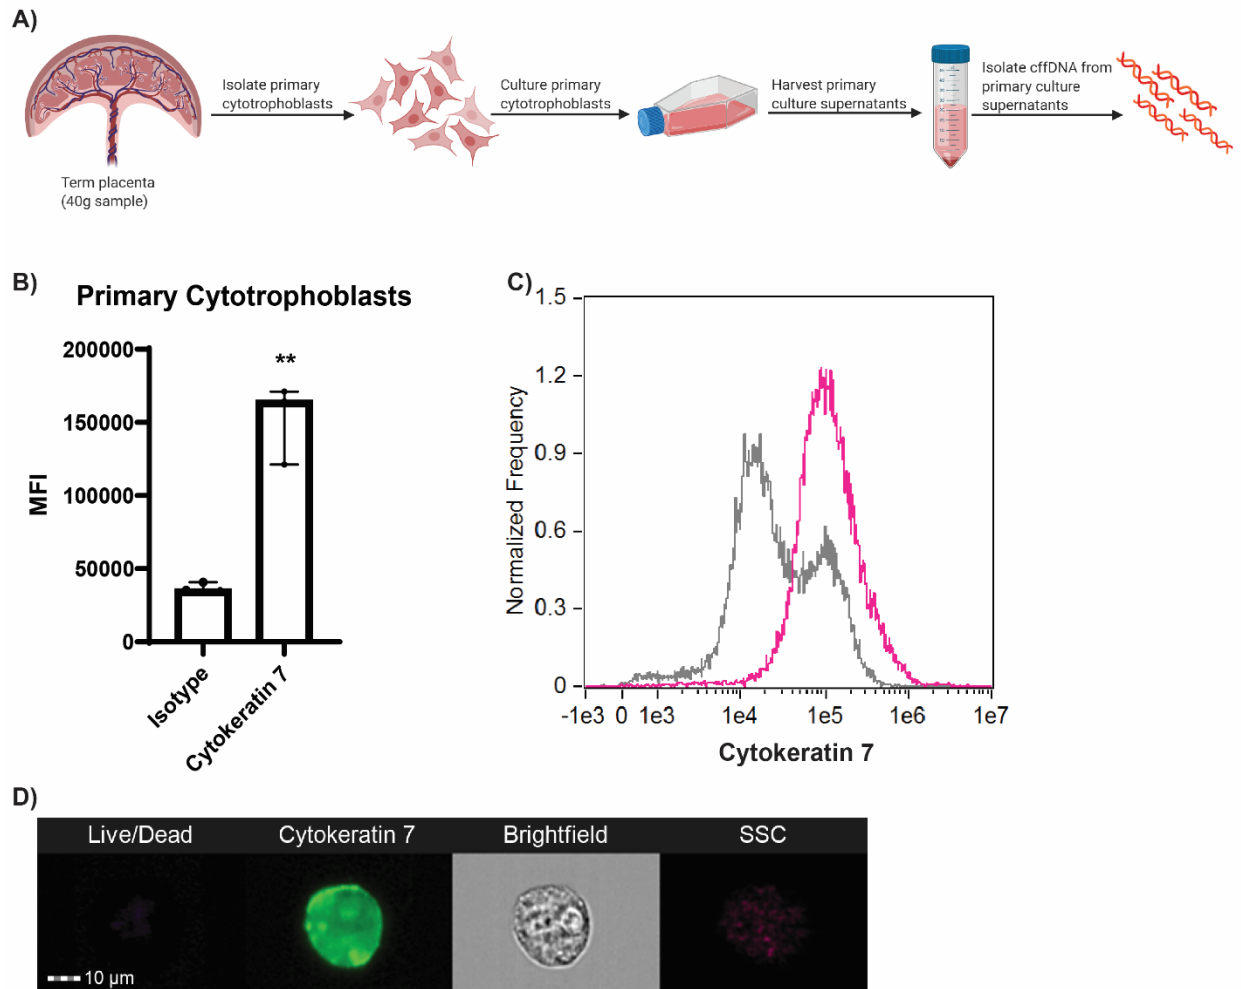 A)
Isolate primary
cytotrophoblasts
Culture primary
cytotrophoblasts
Harvest primary
culture supernatants
Isolate cffDNA from
primary culture
supernatants
Term placenta
(40g sample)
B)
Primary Cytotrophoblasts
200000
150000
100000
50000
0
MFI
**
Isotype
Cytokeratin 7
C)
1.5
1.2
0.9
0.6
0.3
0
Normalized Frequency
-1e3 0 1e3 1e4 1e5 1e6 1e7
Cytokeratin 7
D)
Live/Dead Cytokeratin 7 Brightfield SSC
10 µm